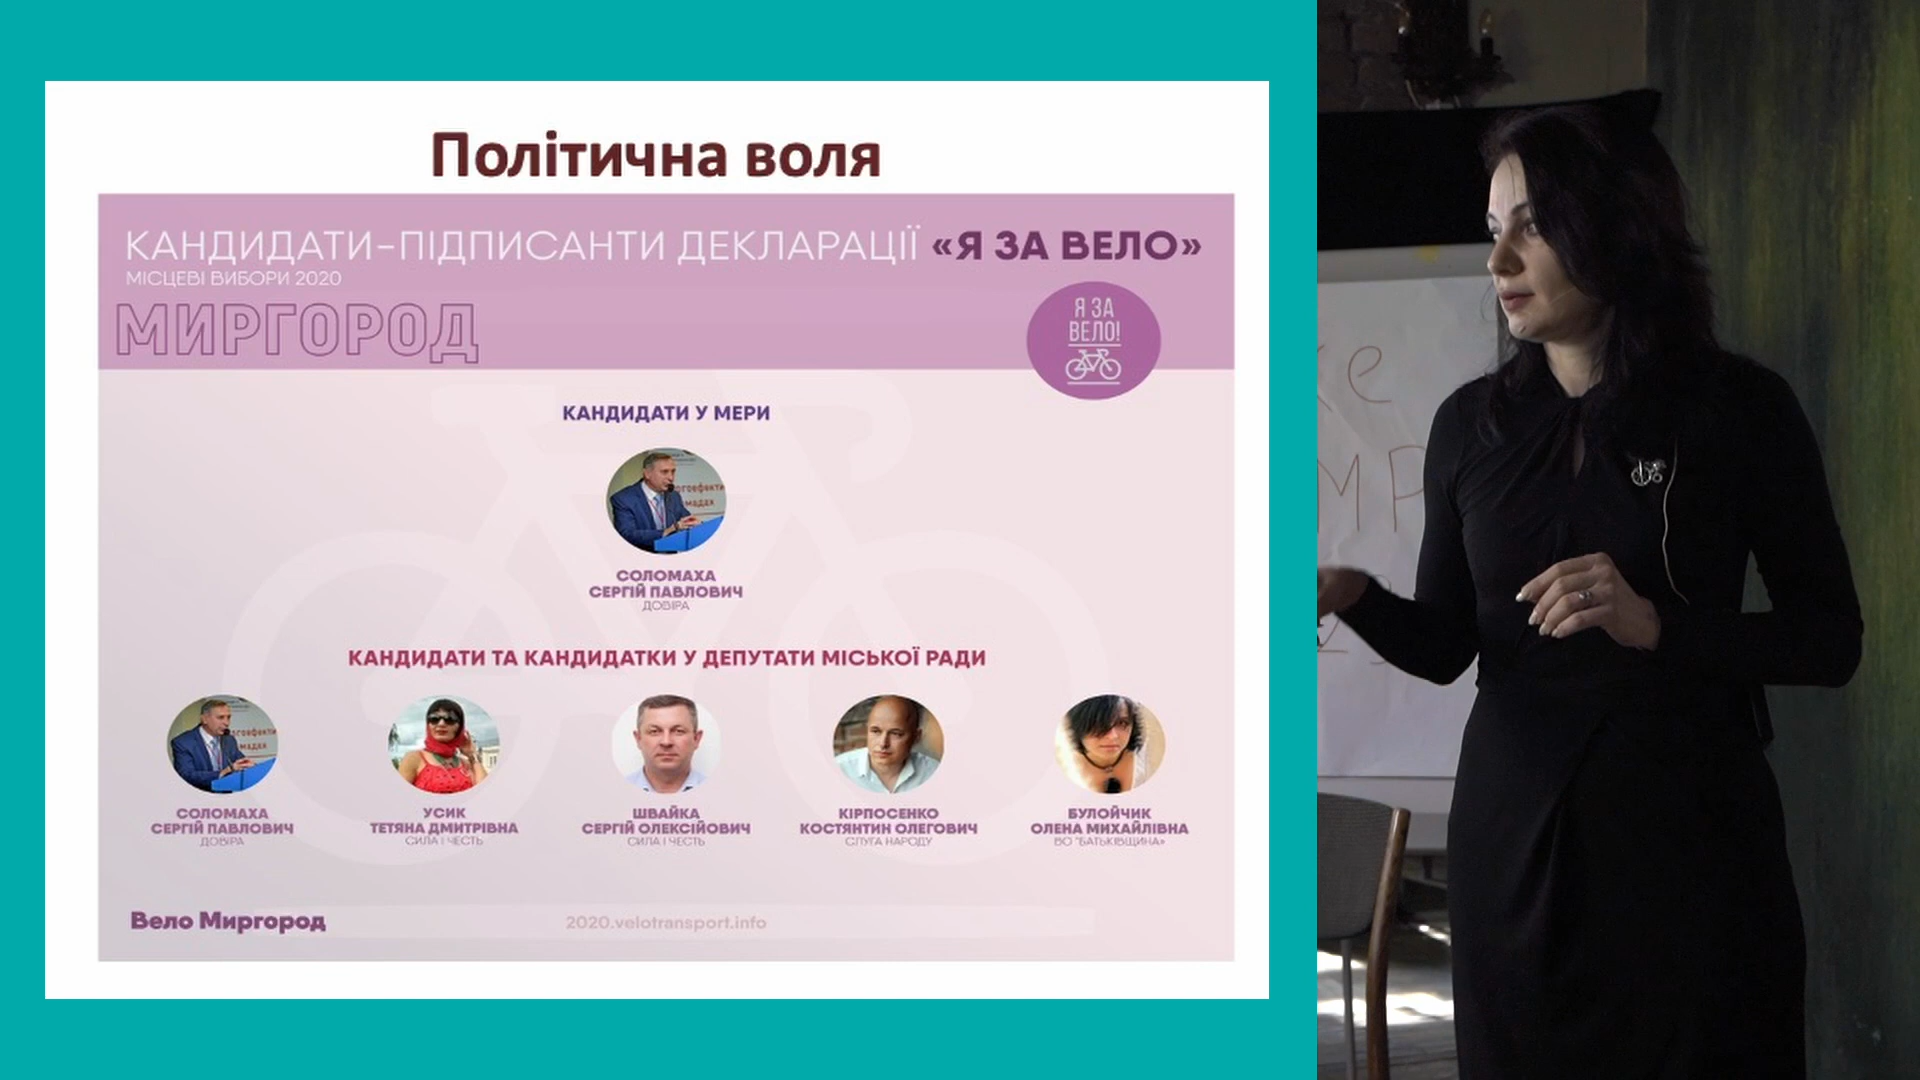 Політична воля
КАНДИДАТИ-ПІДПИСАНТИ ДЕКЛАРАЦІЇ «Я ЗА ВЕЛО»
МІСЦЕВІ ВИБОРИ 2020
МИРГОРОД
Я ЗА
ВЕЛО!
КАНДИДАТИ У МЕРИ
СОЛОМАХА
СЕРГІЙ ПАВЛОВИЧ
ДОВІРА
КАНДИДАТИ ТА КАНДИДАТКИ У ДЕПУТАТИ МІСЬКОЇ РАДИ
СОЛОМАХА
СЕРГІЙ ПАВЛОВИЧ
ДОВІРА
УСИК
ТЕТЯНА ДМИТРІВНА
СИЛА І ЧЕСТЬ
ШВАЙКА
СЕРГІЙ ОЛЕКСІЙОВИЧ
СИЛА І ЧЕСТЬ
КІРПОСЕНКО
КОСТЯНТИН ОЛЕГОВИЧ
СЛУГА НАРОДУ
БУЛОЙЧИК
ОЛЕНА МИХАЙЛІВНА
ВО "БАТЬКІВЩИНА»
Вело Миргород
2020.velotransport.info